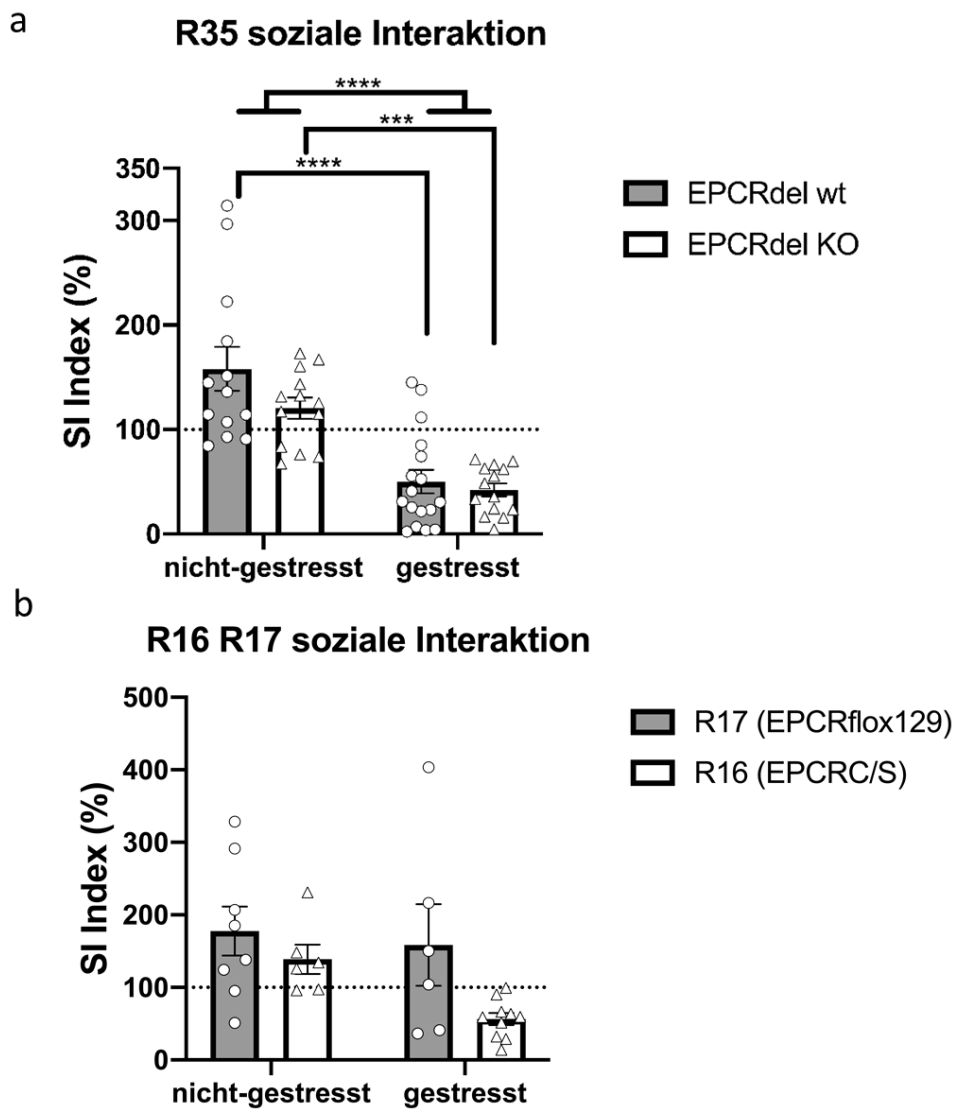 a
R35 soziale Interaktion
****
***
****
EPCRdel wt
EPCRdel KO
SI Index (%)
350
300
200
100
0
nicht-gestresst
gestresst
b
R16 R17 soziale Interaktion
R17 (EPCRflox129)
R16 (EPCRC/S)
SI Index (%)
500
400
300
200
100
0
nicht-gestresst
gestresst